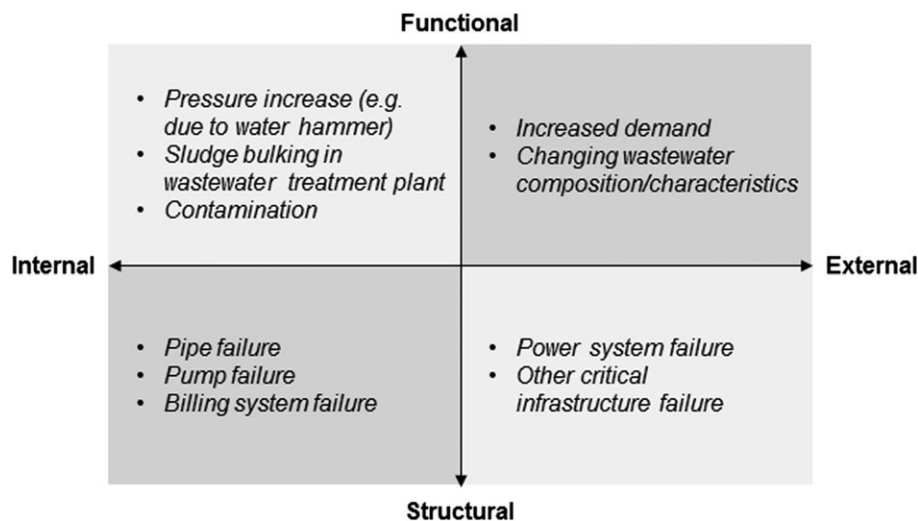 Functional
• Pressure increase (e.g.
due to water hammer)
• Sludge bulking in
wastewater treatment plant
• Contamination
• Increased demand
• Changing wastewater
composition/characteristics
Internal
External
• Pipe failure
• Pump failure
• Billing system failure
• Power system failure
• Other critical
infrastructure failure
Structural